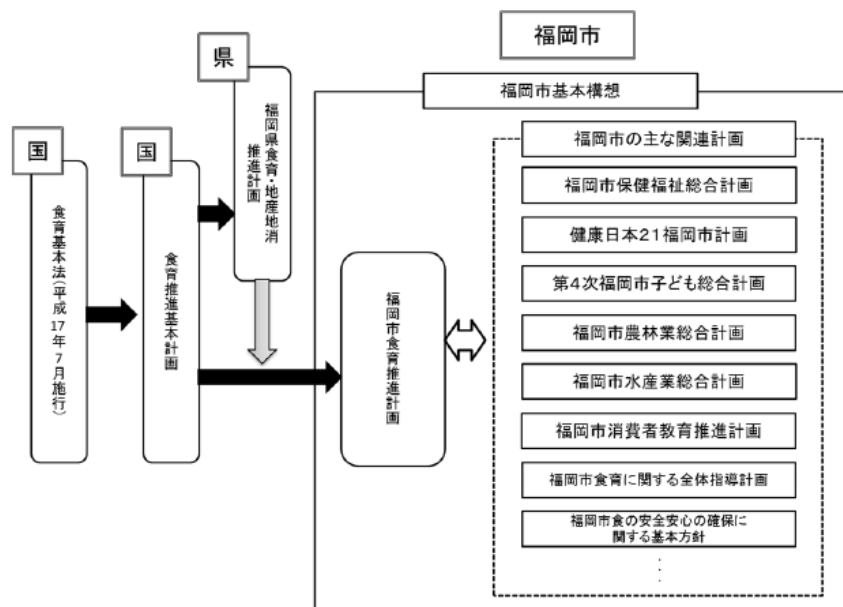 福岡市
県
福岡市基本構想
福岡県食育・地産地消
推進計画
国
国
福岡市の主な関連計画
食育基本法(平成17年7月施行)
食育推進基本計画
福岡市食育推進計画
福岡市保健福祉総合計画
健康日本21福岡市計画
第4次福岡市子ども総合計画
福岡市農林業総合計画
福岡市水産業総合計画
福岡市消費者教育推進計画
福岡市食育に関する全体指導計画
福岡市食の安全安心の確保に
関する基本方針
・・・